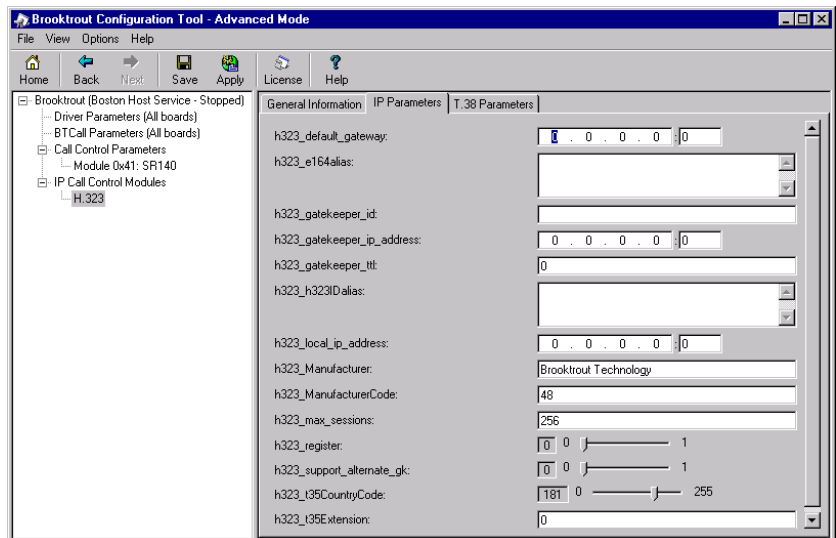 Brooktrout Configuration Tool - Advanced Mode
File View Options Help
Home Back Next Save Apply License Help
Brooktrout (Boston Host Service - Stopped)
Driver Parameters (All boards)
BTCall Parameters (All boards)
Call Control Parameters
Module 0x41: SR140
IP Call Control Modules
H.323
General Information IP Parameters T.38 Parameters
h323_default_gateway: 0 . 0 . 0 . 0 :0
h323_e164alias:
h323_gatekeeper_id:
h323_gatekeeper_ip_address: 0 . 0 . 0 . 0 :0
h323_gatekeeper_ttl: 0
h323_h323IDalias:
h323_local_ip_address: 0 . 0 . 0 . 0 :0
h323_Manufacturer: Brooktrout Technology
h323_ManufacturerCode: 48
h323_max_sessions: 256
h323_register: 0 0 1
h323_support_alternate_gk: 0 0 1
h323_t35CountryCode: 181 0 255
h323_t35Extension: 0